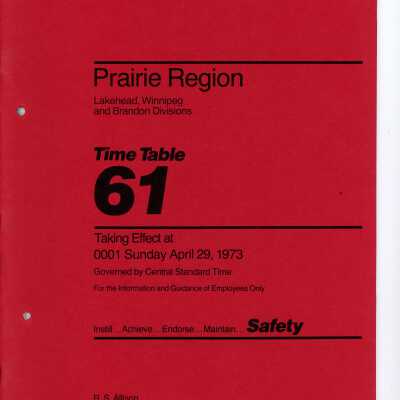 Prairie Region
Lakehead, Winnipeg
and Brandon Divisions
Time Table
61
Taking Effect at
0001 Sunday April 29, 1973
Governed by Central Standard Time
For the Information and Guidance of Employees Only
Instill...Achieve...Endorse...Maintain... Safety
R. S. Allison